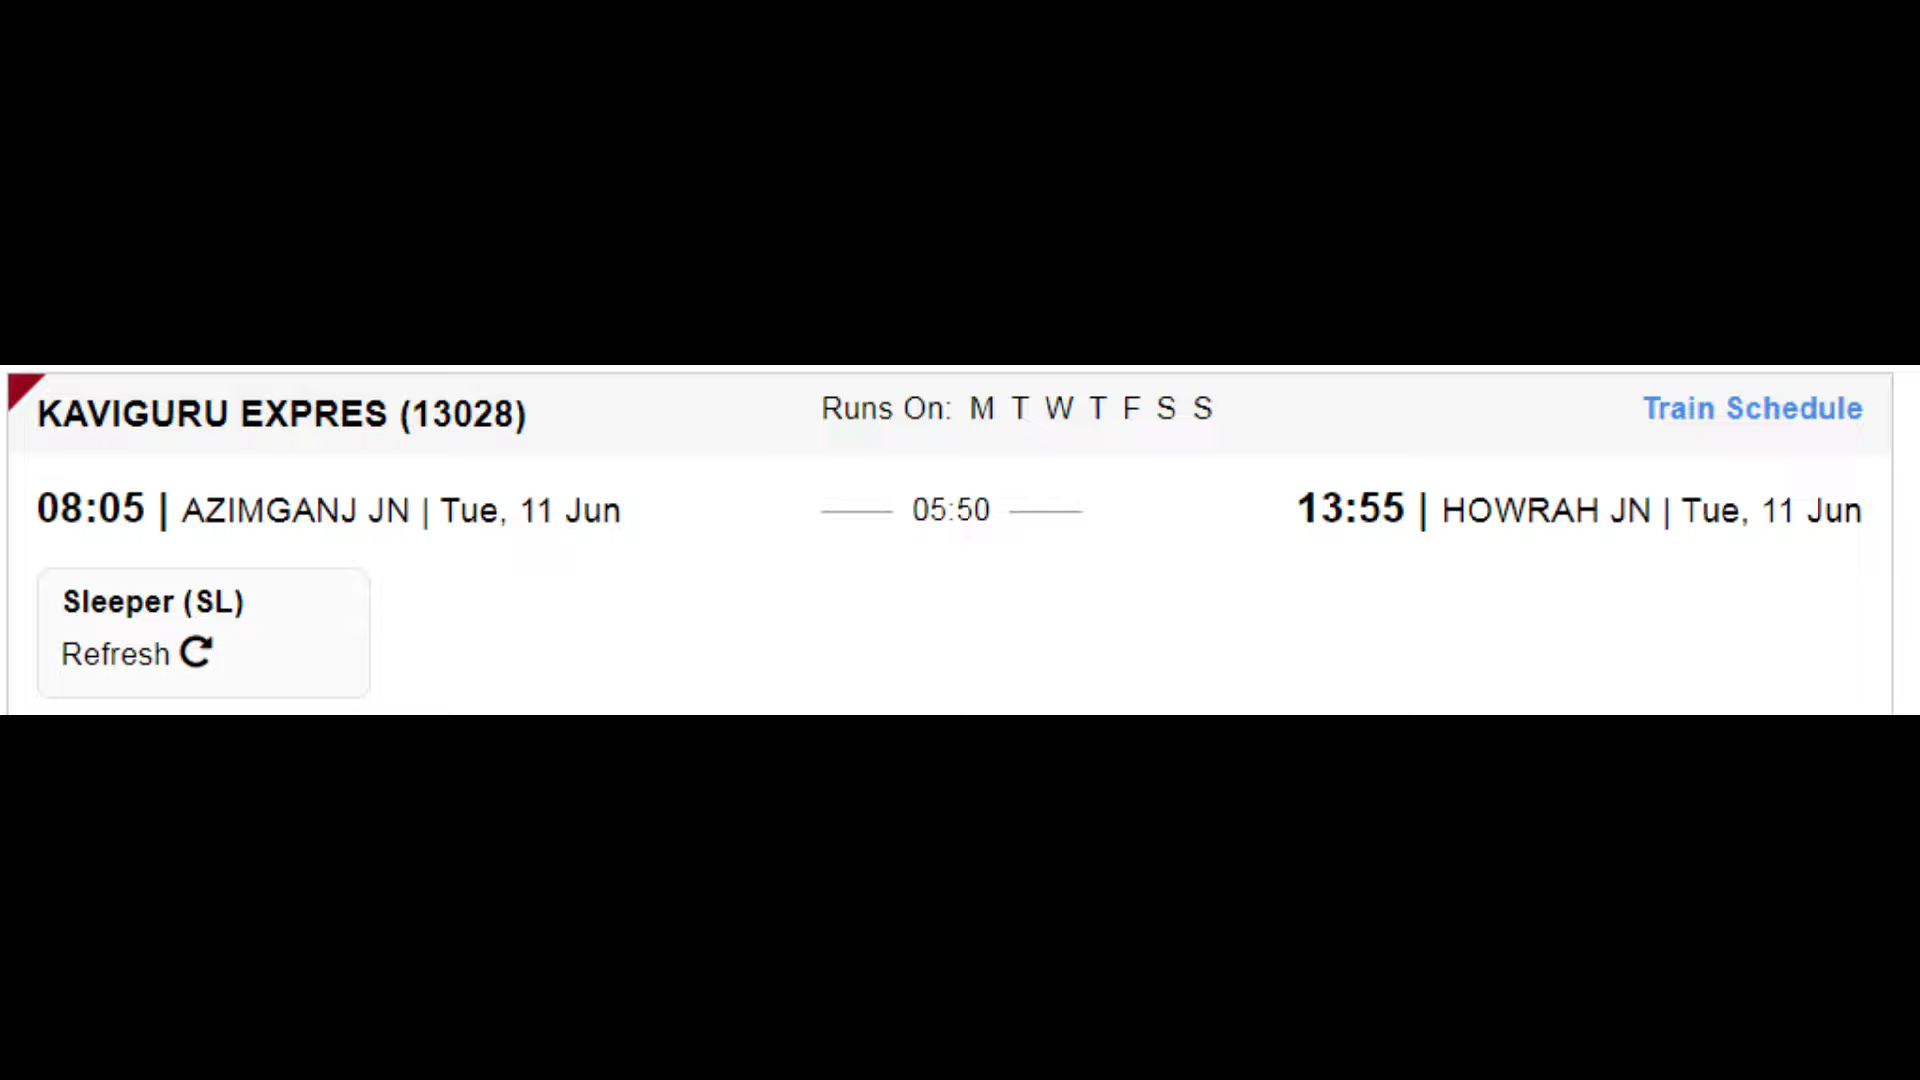 KAVIGURU EXPRES (13028) Runs On: M T W T F S S Train Schedule
08:05 | AZIMGANJ JN | Tue, 11 Jun 05:50 13:55 | HOWRAH JN | Tue, 11 Jun
Sleeper (SL)
Refresh